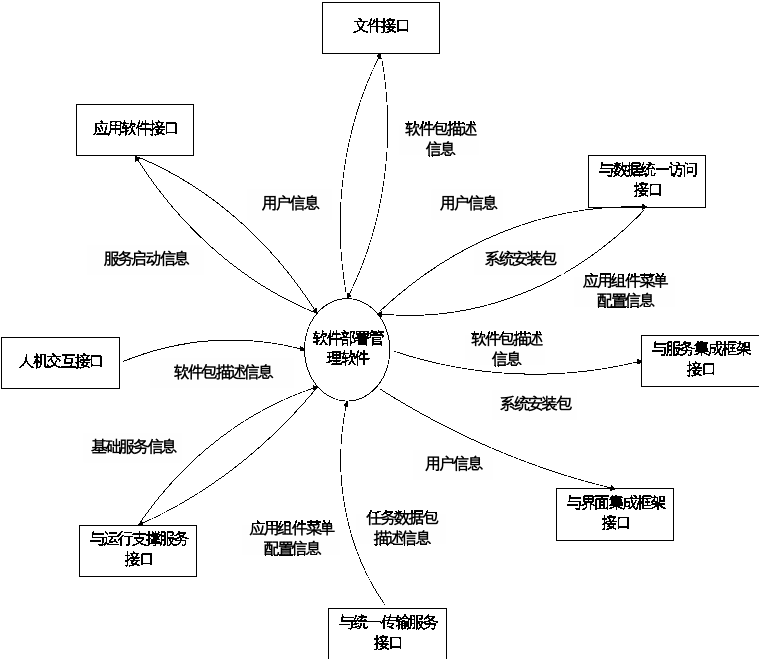 文件接口
应用软件接口
软件包描述
信息
与数据统一访问
接口
用户信息
用户信息
服务启动信息
系统安装包
应用组件菜单
配置信息
软件部署管
理软件
软件包描述
信息
与服务集成框架
接口
人机交互接口
软件包描述信息
系统安装包
基础服务信息
用户信息
与界面集成框架
接口
任务数据包
描述信息
应用组件菜单
配置信息
与运行支撑服务
接口
与统一传输服务
接口